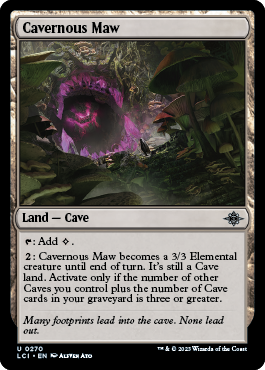 Cavernous Maw
Land — Cave
: Add .
2: Cavernous Maw becomes a 3/3 Elemental
creature until end of turn. It's still a Cave
land. Activate only if the number of other
Caves you control plus the number of Cave
cards in your graveyard is three or greater.
Many footprints lead into the cave. None lead
out.
U 0270
LCI • EN Alfven Ato
™ & © 2023 Wizards of the Coast